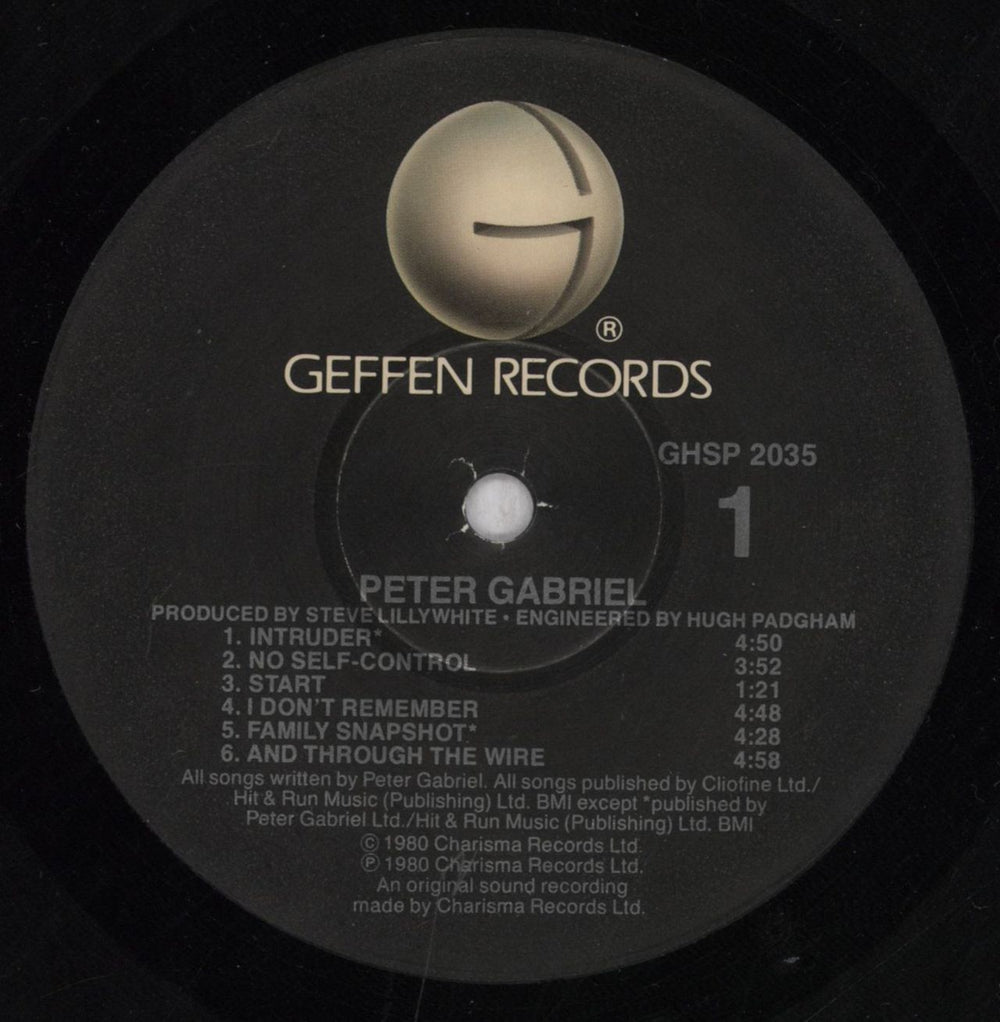 ®
GEFFEN RECORDS
GHSP 2035
1
PETER GABRIEL
PRODUCED BY STEVE LILLYWHITE • ENGINEERED BY HUGH PADGHAM
1. INTRUDER* 4:50
2. NO SELF-CONTROL 3:52
3. START 1:21
4. I DON'T REMEMBER 4:48
5. FAMILY SNAPSHOT* 4:28
6. AND THROUGH THE WIRE 4:58
All songs written by Peter Gabriel. All songs published by Cliofine Ltd./
Hit & Run Music (Publishing) Ltd. BMI except *published by
Peter Gabriel Ltd./Hit & Run Music (Publishing) Ltd. BMI
© 1980 Charisma Records Ltd.
℗ 1980 Charisma Records Ltd.
An original sound recording
made by Charisma Records Ltd.